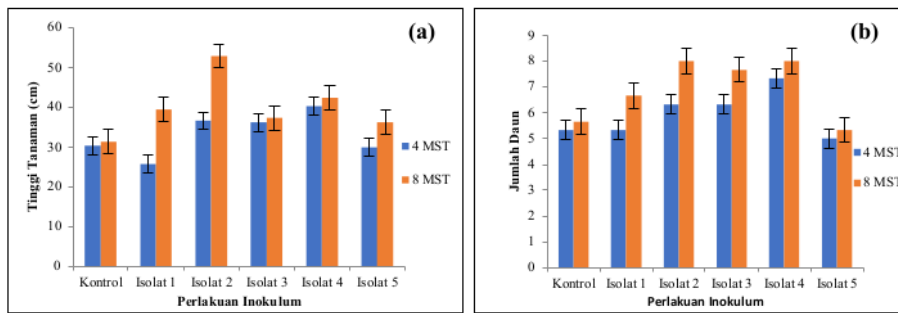 (a)
Tinggi Tanaman (cm)
60
50
40
30
20
10
0
Kontrol Isolat 1 Isolat 2 Isolat 3 Isolat 4 Isolat 5
Perlakuan Inokulum
4 MST
8 MST
(b)
Jumlah Daun
9
8
7
6
5
4
3
2
1
0
Kontrol Isolat 1 Isolat 2 Isolat 3 Isolat 4 Isolat 5
Perlakuan Inokulum
4 MST
8 MST